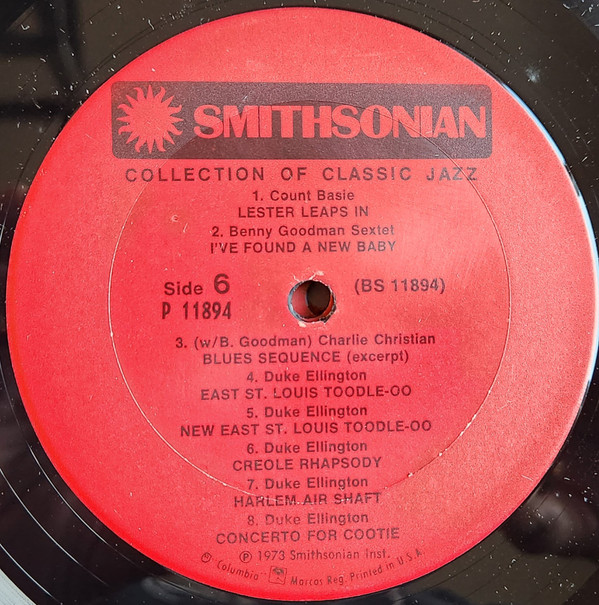 SMITHSONIAN
COLLECTION OF CLASSIC JAZZ
1. Count Basie
LESTER LEAPS IN
2. Benny Goodman Sextet
I'VE FOUND A NEW BABY
Side 6
(BS 11894)
P 11894
3. (w/B. Goodman) Charlie Christian
BLUES SEQUENCE (excerpt)
4. Duke Ellington
EAST ST. LOUIS TOODLE-OO
5. Duke Ellington
NEW EAST ST. LOUIS TOODLE-OO
6. Duke Ellington
CREOLE RHAPSODY
7. Duke Ellington
HARLEM AIR SHAFT
8. Duke Ellington
CONCERTO FOR COOTIE
℗ 1973 Smithsonian Inst.
Columbia Marcas Reg. Printed in U.S.A.